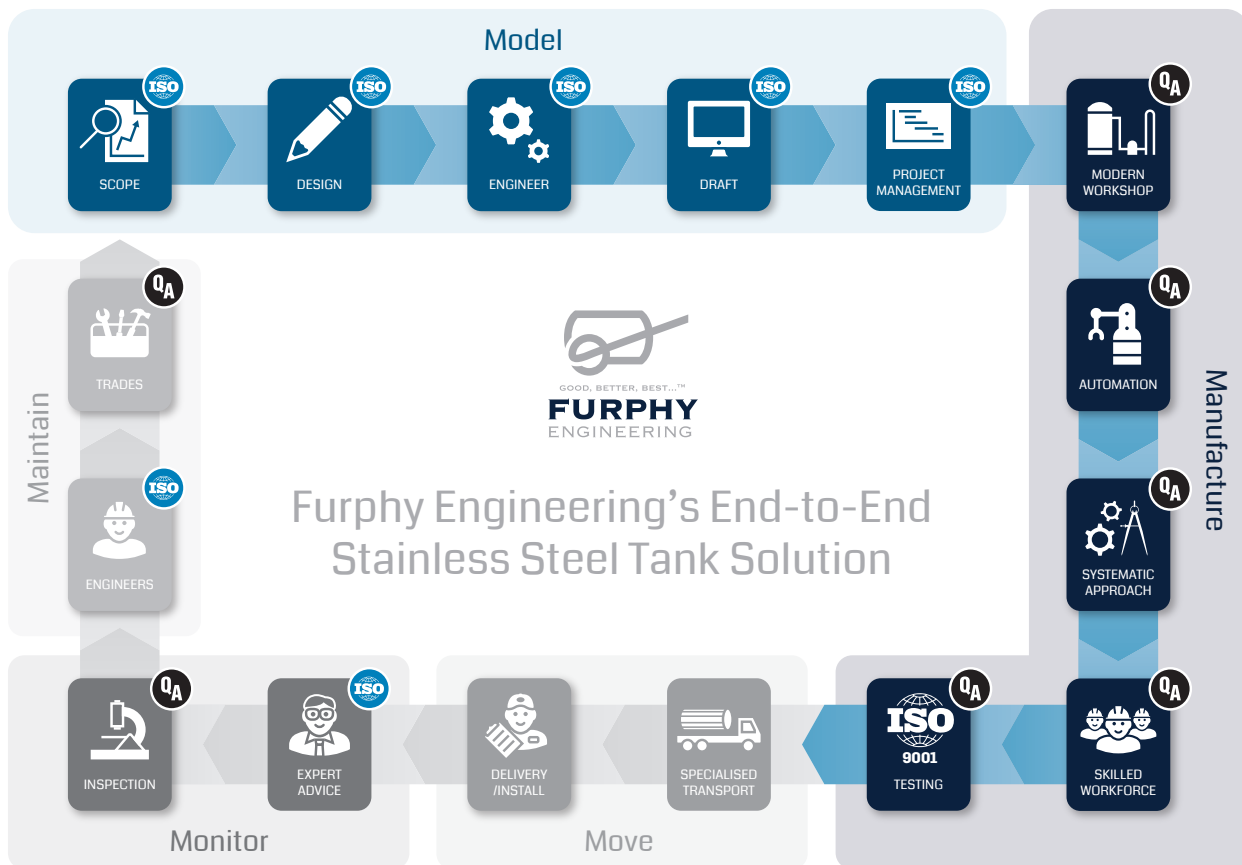 Model
ISO
SCOPE
ISO
DESIGN
ISO
ENGINEER
ISO
DRAFT
ISO
PROJECT
MANAGEMENT
QA
MODERN
WORKSHOP
Manufacture
QA
AUTOMATION
QA
SYSTEMATIC
APPROACH
QA
SKILLED
WORKFORCE
QA
ISO
9001
TESTING
Move
SPECIALISED
TRANSPORT
DELIVERY
/INSTALL
Monitor
ISO
EXPERT
ADVICE
QA
INSPECTION
Maintain
ISO
ENGINEERS
QA
TRADES
GOOD, BETTER, BEST...™
FURPHY
ENGINEERING
Furphy Engineering's End-to-End
Stainless Steel Tank Solution